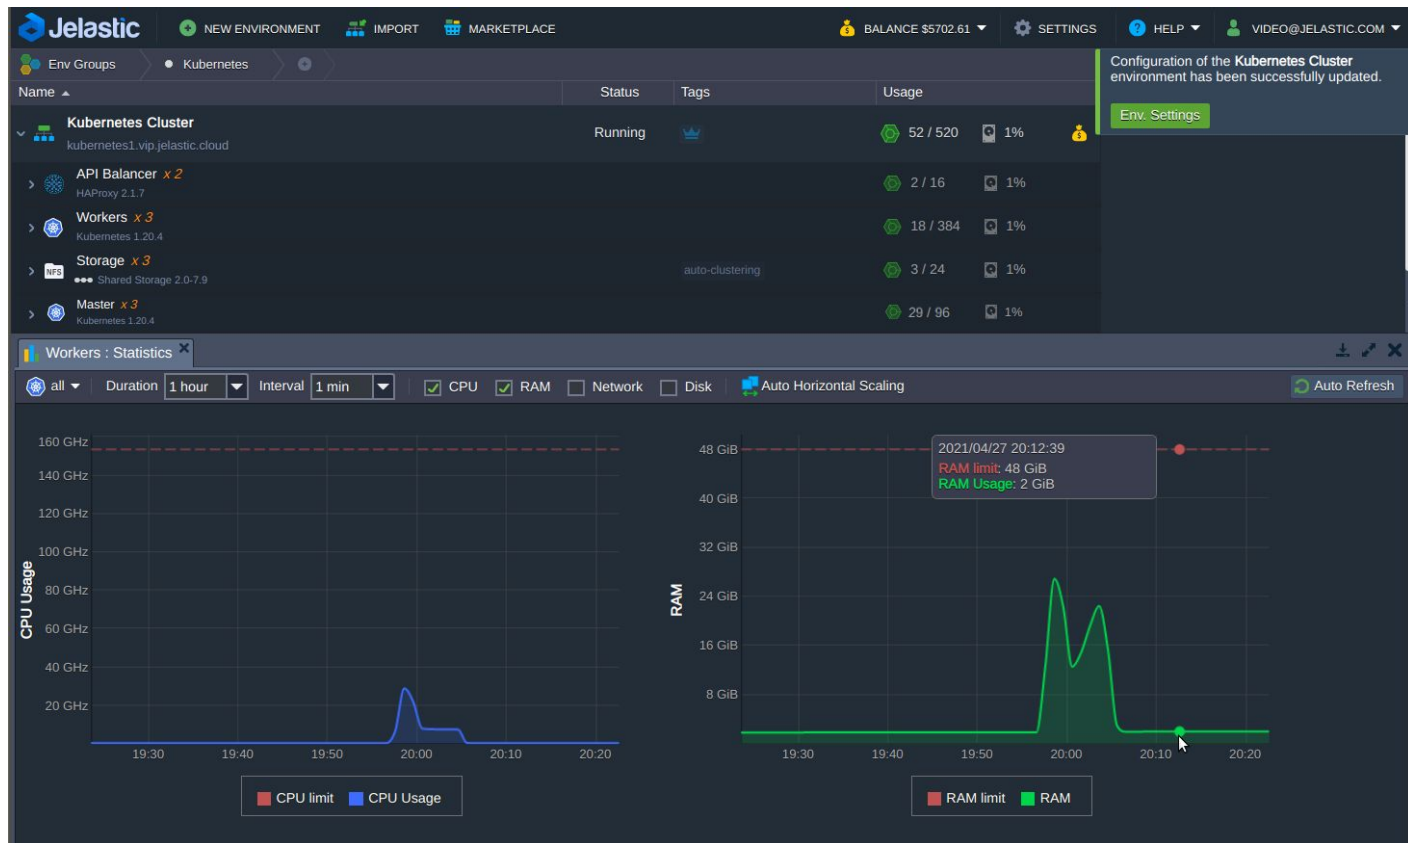 Jelastic NEW ENVIRONMENT IMPORT MARKETPLACE BALANCE $5702.61 SETTINGS HELP VIDEO@JELASTIC.COM
Env Groups Kubernetes
Configuration of the Kubernetes Cluster
environment has been successfully updated.
Env. Settings
Name Status Tags Usage
Kubernetes Cluster Running 52 / 520 1%
kubernetes1.vip.jelastic.cloud
API Balancer x 2 2 / 16 1%
HAProxy 2.1.7
Workers x 3 18 / 384 1%
Kubernetes 1.20.4
NFS Storage x 3 auto-clustering 3 / 24 1%
Shared Storage 2.0-7.9
Master x 3 29 / 96 1%
Kubernetes 1.20.4
Workers : Statistics
all Duration 1 hour Interval 1 min CPU RAM Network Disk Auto Horizontal Scaling Auto Refresh
CPU Usage
160 GHz
140 GHz
120 GHz
100 GHz
80 GHz
60 GHz
40 GHz
20 GHz
19:30 19:40 19:50 20:00 20:10 20:20
CPU limit CPU Usage
RAM
48 GiB
40 GiB
32 GiB
24 GiB
16 GiB
8 GiB
2021/04/27 20:12:39
RAM limit: 48 GiB
RAM Usage: 2 GiB
19:30 19:40 19:50 20:00 20:10 20:20
RAM limit RAM